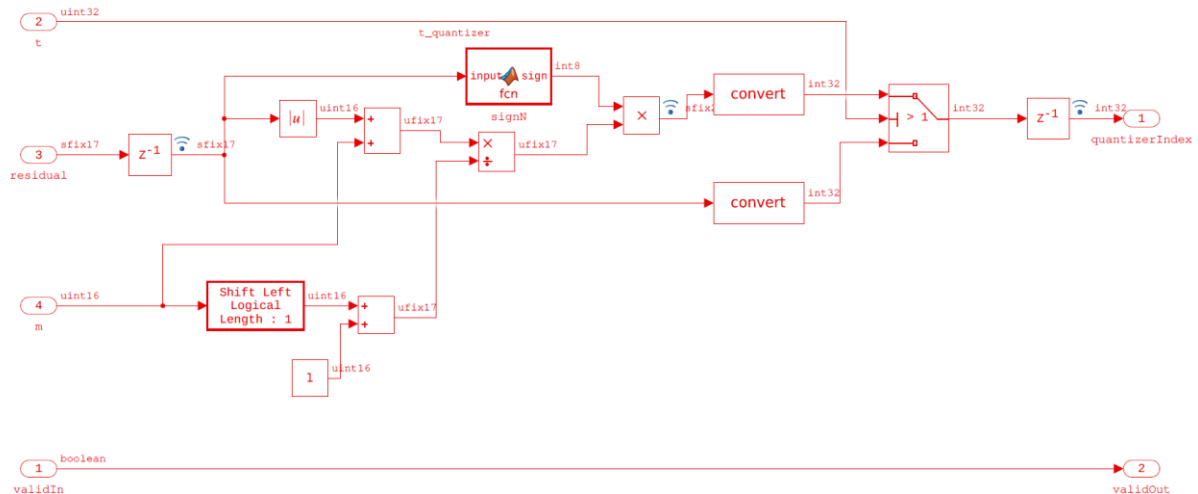 uint32
2
t
t_quantizer
input sign
fcn
int8
signN
|u|
uint16
+
+
ufix17
×
÷
ufix17
×
convert
int32
> 1
int32
z-1
int32
1
quantizerIndex
3
sfix17
residual
z-1
sfix17
convert
int32
4
uint16
m
Shift Left
Logical
Length : 1
uint16
+
+
ufix17
1
uint16
1
boolean
validIn
2
validOut